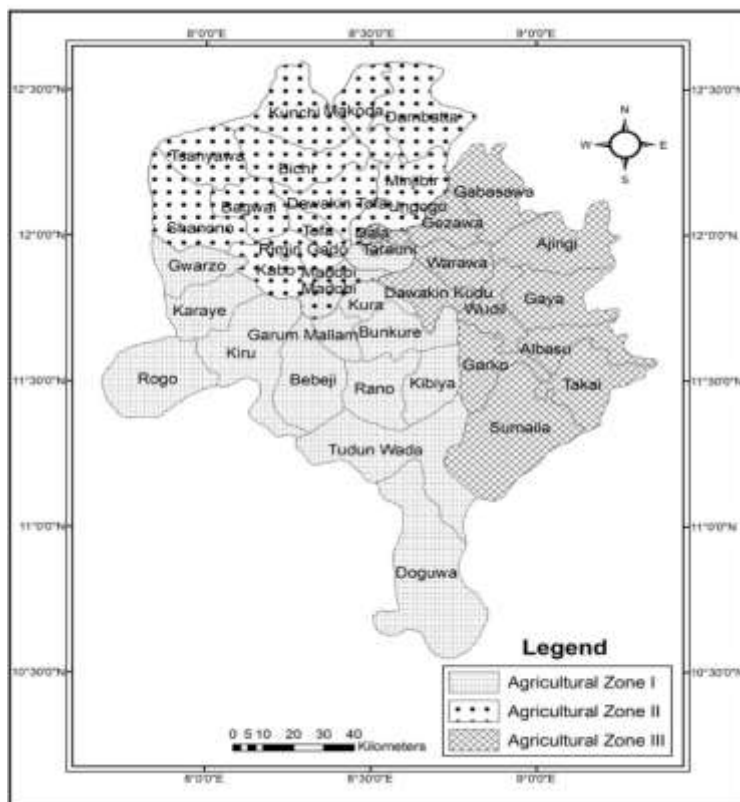 8°0'0"E 8°30'0"E 9°0'0"E
12°30'0"N 12°30'0"N
N
W E
S
Kunchi Makoda
Dambatta
Tsanyawa
Bichi
Minjibir
Gabasawa
Bagwai
Dewakin Tofa
Ungogo
Gezawa
Shanono
Tofa
Dala
12°0'0"N 12°0'0"N
Ajingi
Rimin Gado
Tarauni
Gwarzo
Kabo
Madobi
Warawa
Madobi
Dawakin Kudu
Gaya
Karaye
Kura
Wudil
Garum Mallam
Bunkure
Kiru
Albasu
Garko
Rogo
Bebeji
Rano
Kibiya
Takai
11°30'0"N 11°30'0"N
Sumaila
Tudun Wada
11°0'0"N 11°0'0"N
Doguwa
Legend
10°30'0"N 10°30'0"N
Agricultural Zone I
Agricultural Zone II
Agricultural Zone III
0 5 10 20 30 40
Kilometers
8°0'0"E 8°30'0"E 9°0'0"E